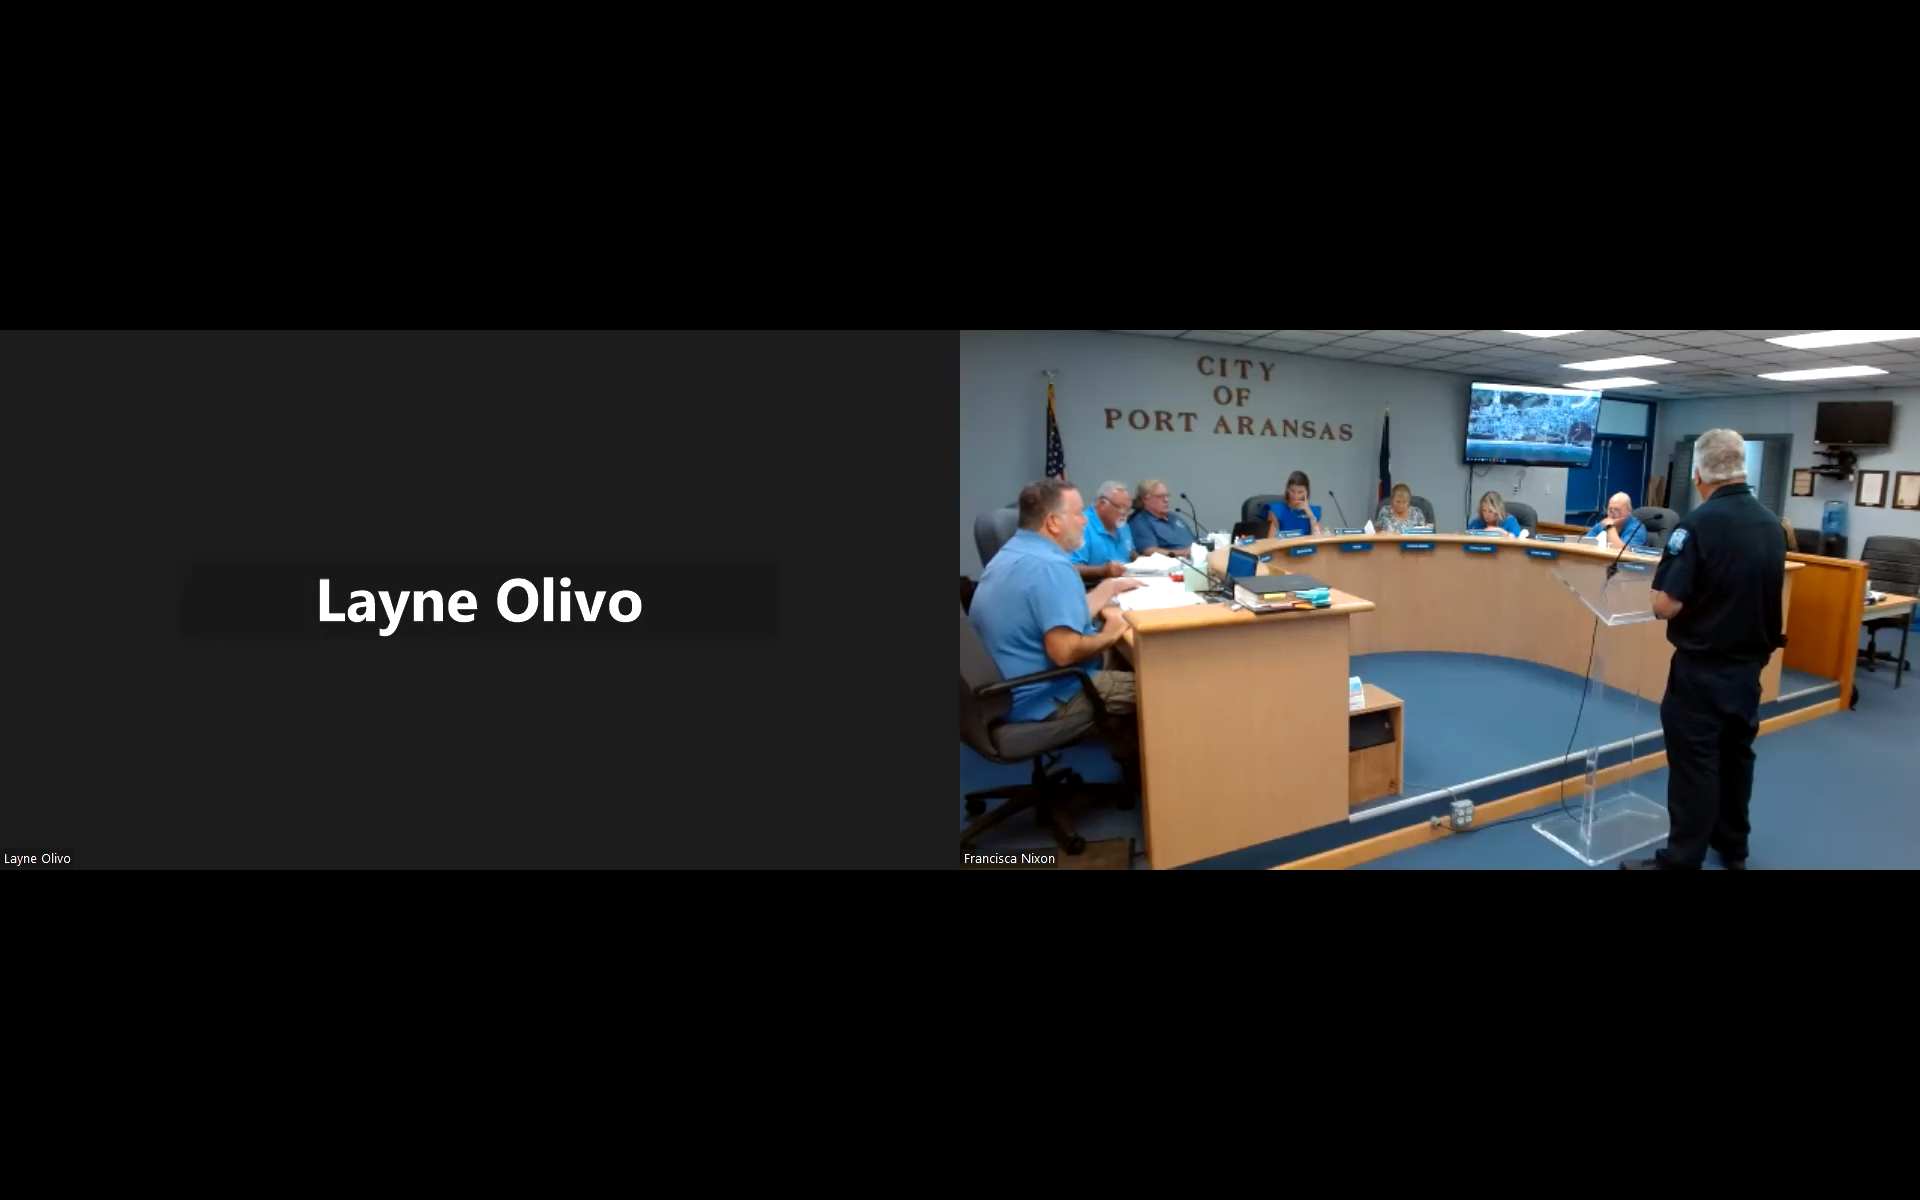 Layne Olivo
Layne Olivo
CITY
OF
PORT ARANSAS
Francisca Nixon